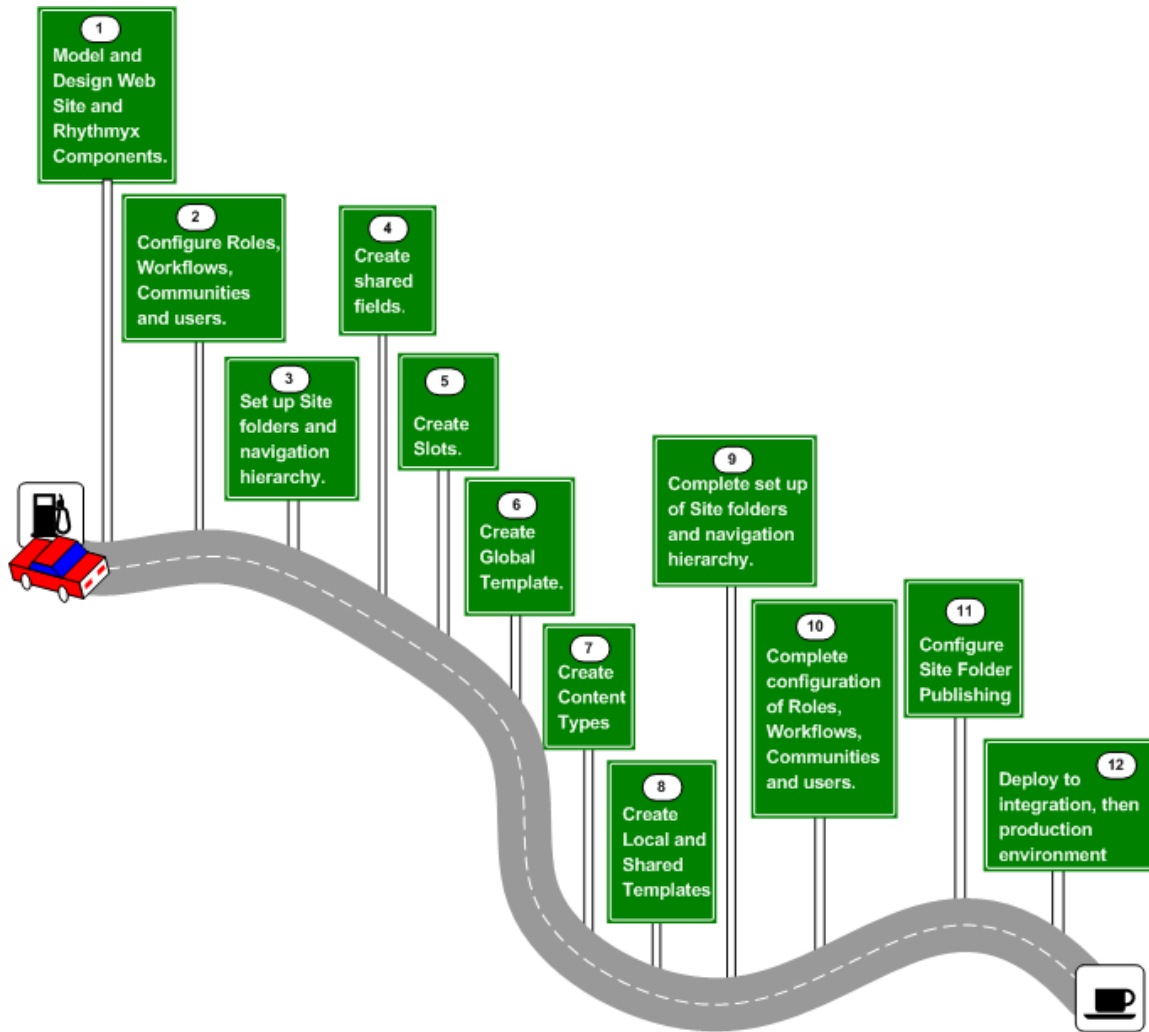 1
Model and
Design Web
Site and
Rhythmyx
Components.
2
Configure Roles,
Workflows,
Communities
and users.
3
Set up Site
folders and
navigation
hierarchy.
4
Create
shared
fields.
5
Create
Slots.
6
Create
Global
Template.
7
Create
Content
Types
8
Create
Local and
Shared
Templates
9
Complete set up
of Site folders
and navigation
hierarchy.
10
Complete
configuration
of Roles,
Workflows,
Communities
and users.
11
Configure
Site Folder
Publishing
12
Deploy to
integration, then
production
environment